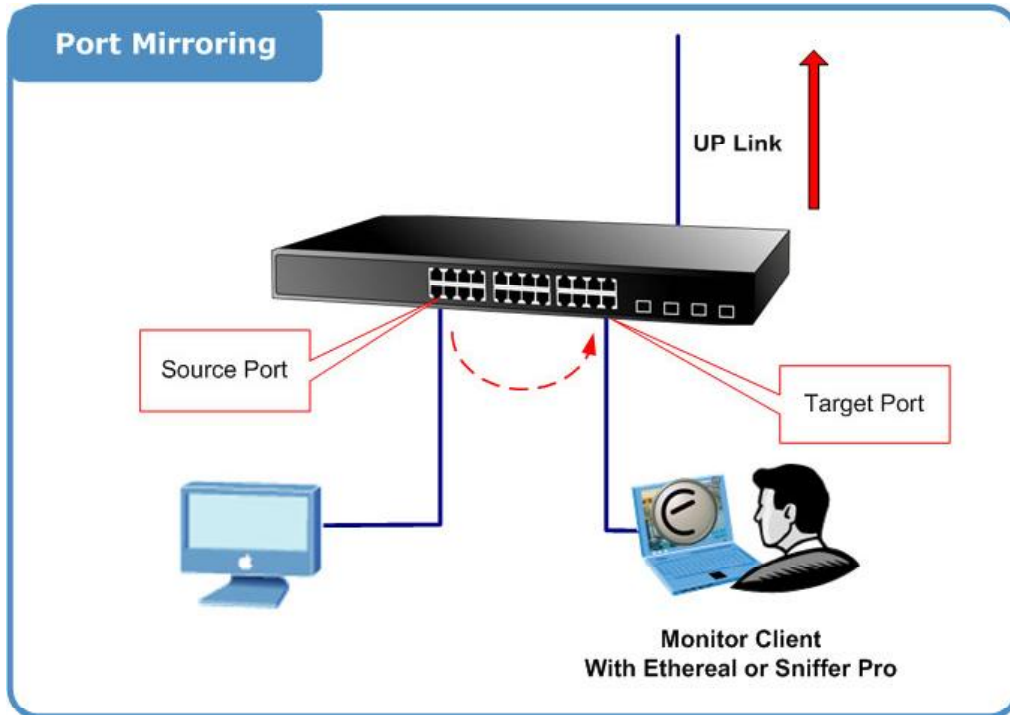 Port Mirroring
UP Link
Source Port
Target Port
Monitor Client
With Ethereal or Sniffer Pro